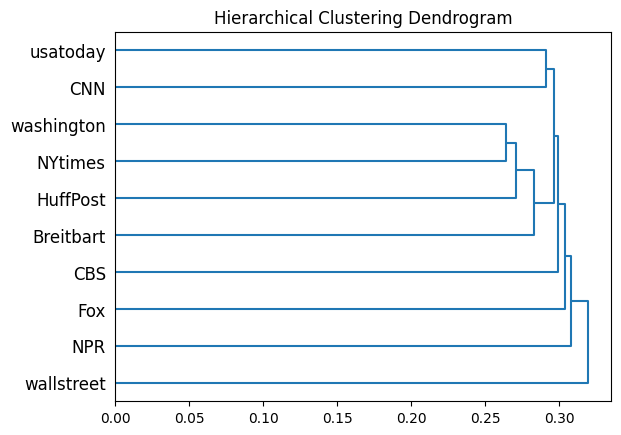 Hierarchical Clustering Dendrogram
usatoday
CNN
washington
NYtimes
HuffPost
Breitbart
CBS
Fox
NPR
wallstreet
0.00 0.05 0.10 0.15 0.20 0.25 0.30